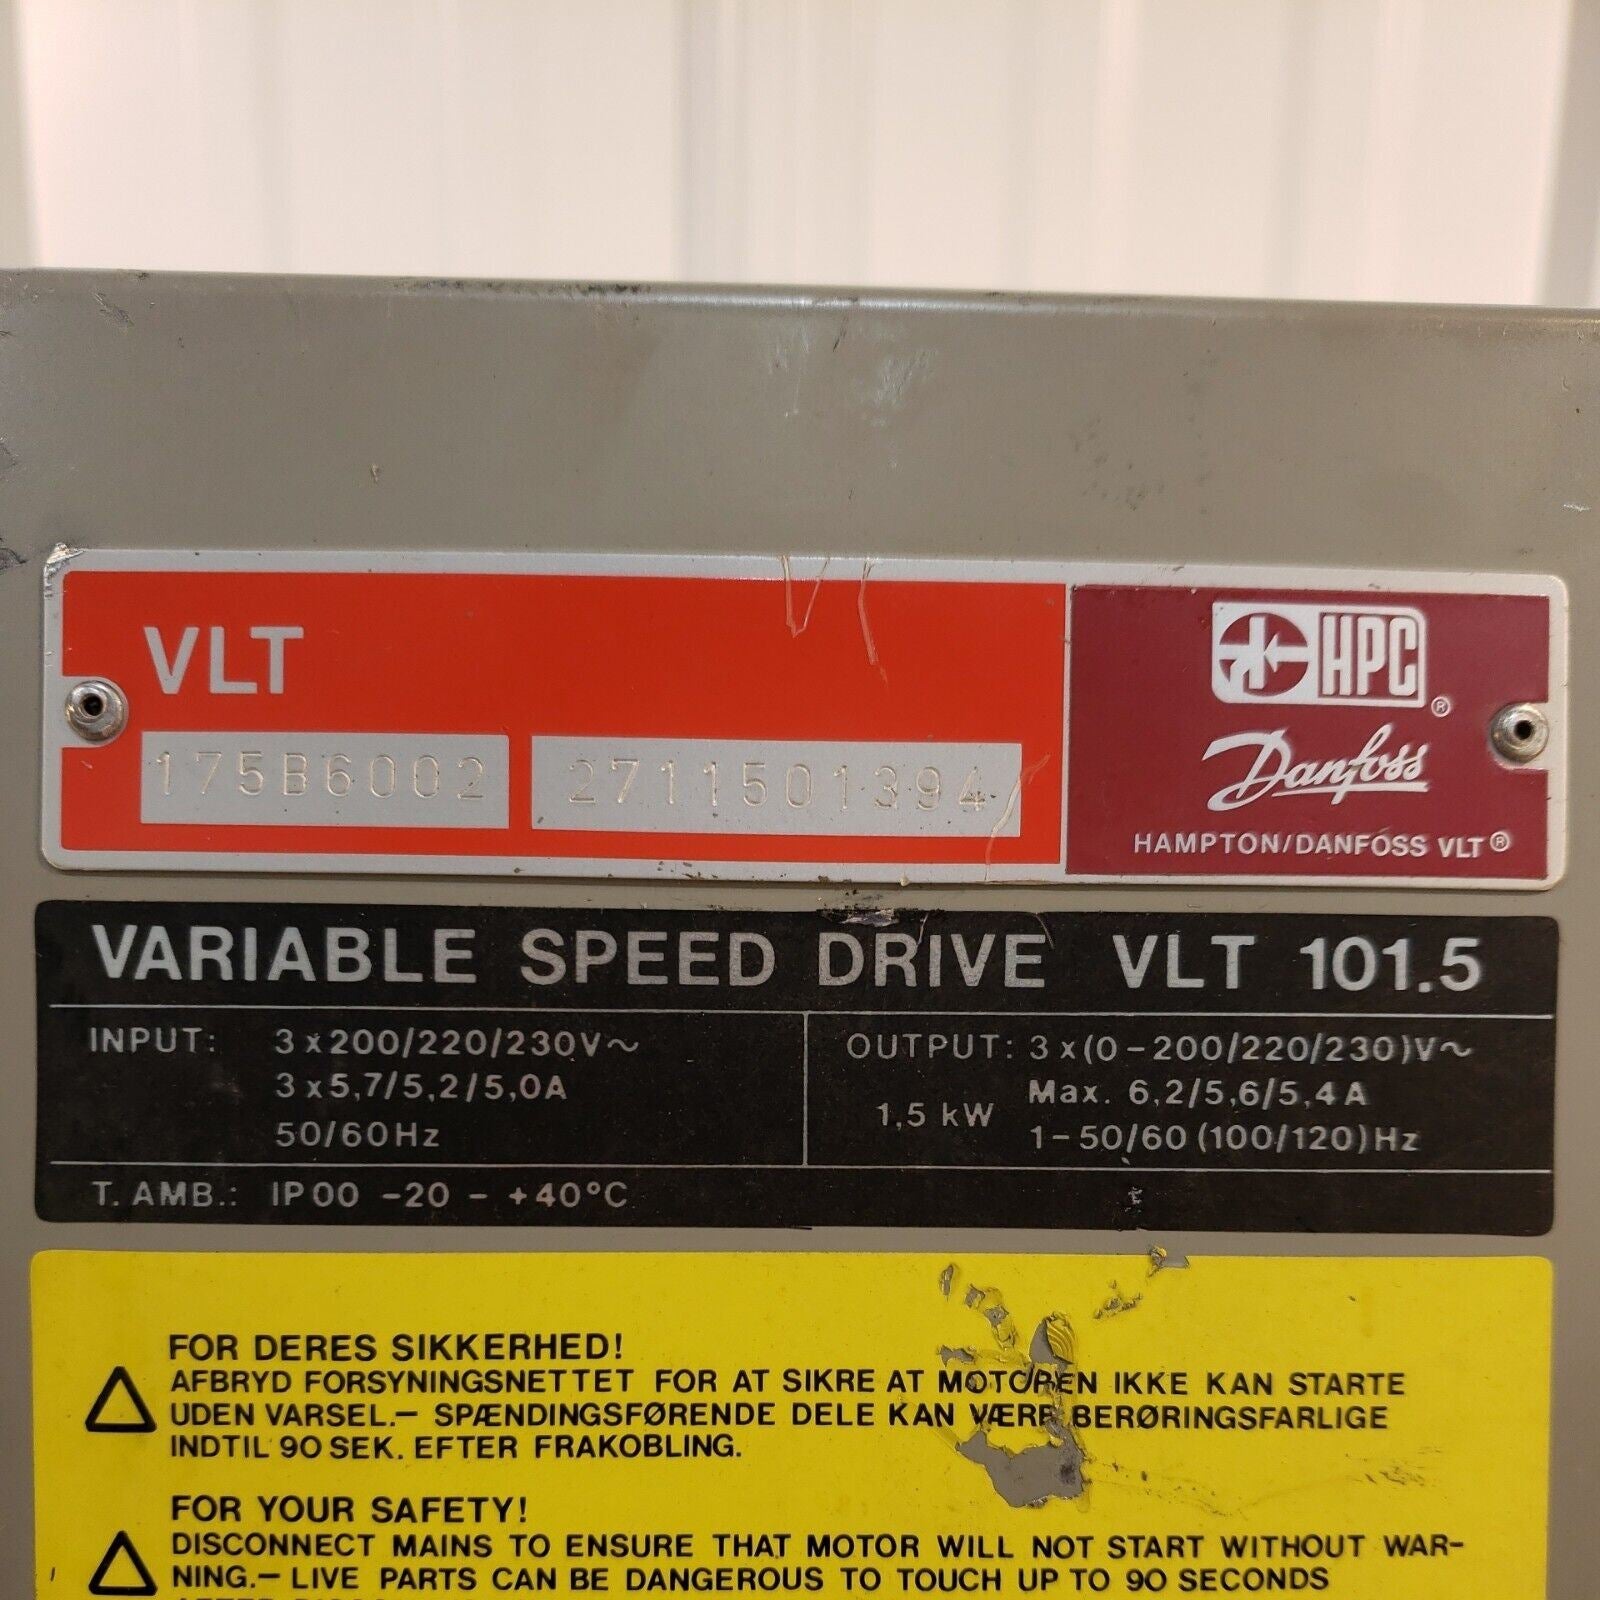 VLT
HPC®
Danfoss
175B6002 2711501394
HAMPTON/DANFOSS VLT®
VARIABLE SPEED DRIVE VLT 101.5
INPUT: 3 x 200/220/230V~
3 x 5,7/5,2/5,0A
50/60Hz
OUTPUT: 3 x (0-200/220/230)V~
1,5 kW Max. 6,2/5,6/5,4A
1-50/60 (100/120)Hz
T. AMB.: IP00 -20 - +40°C
FOR DERES SIKKERHED!
AFBRYD FORSYNINGSNETTET FOR AT SIKRE AT MOTOREN IKKE KAN STARTE
UDEN VARSEL.— SPÆNDINGSFØRENDE DELE KAN VÆRE BERØRINGSFARLIGE
INDTIL 90 SEK. EFTER FRAKOBLING.
FOR YOUR SAFETY!
DISCONNECT MAINS TO ENSURE THAT MOTOR WILL NOT START WITHOUT WAR-
NING.— LIVE PARTS CAN BE DANGEROUS TO TOUCH UP TO 90 SECONDS